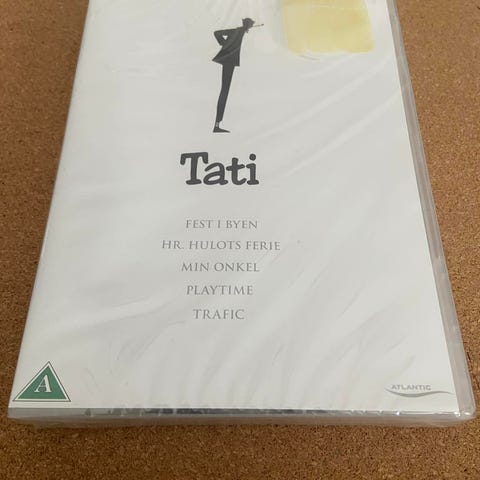 Tati
FEST I BYEN
HR. HULOTS FERIE
MIN ONKEL
PLAYTIME
TRAFIC
A
ATLANTIC